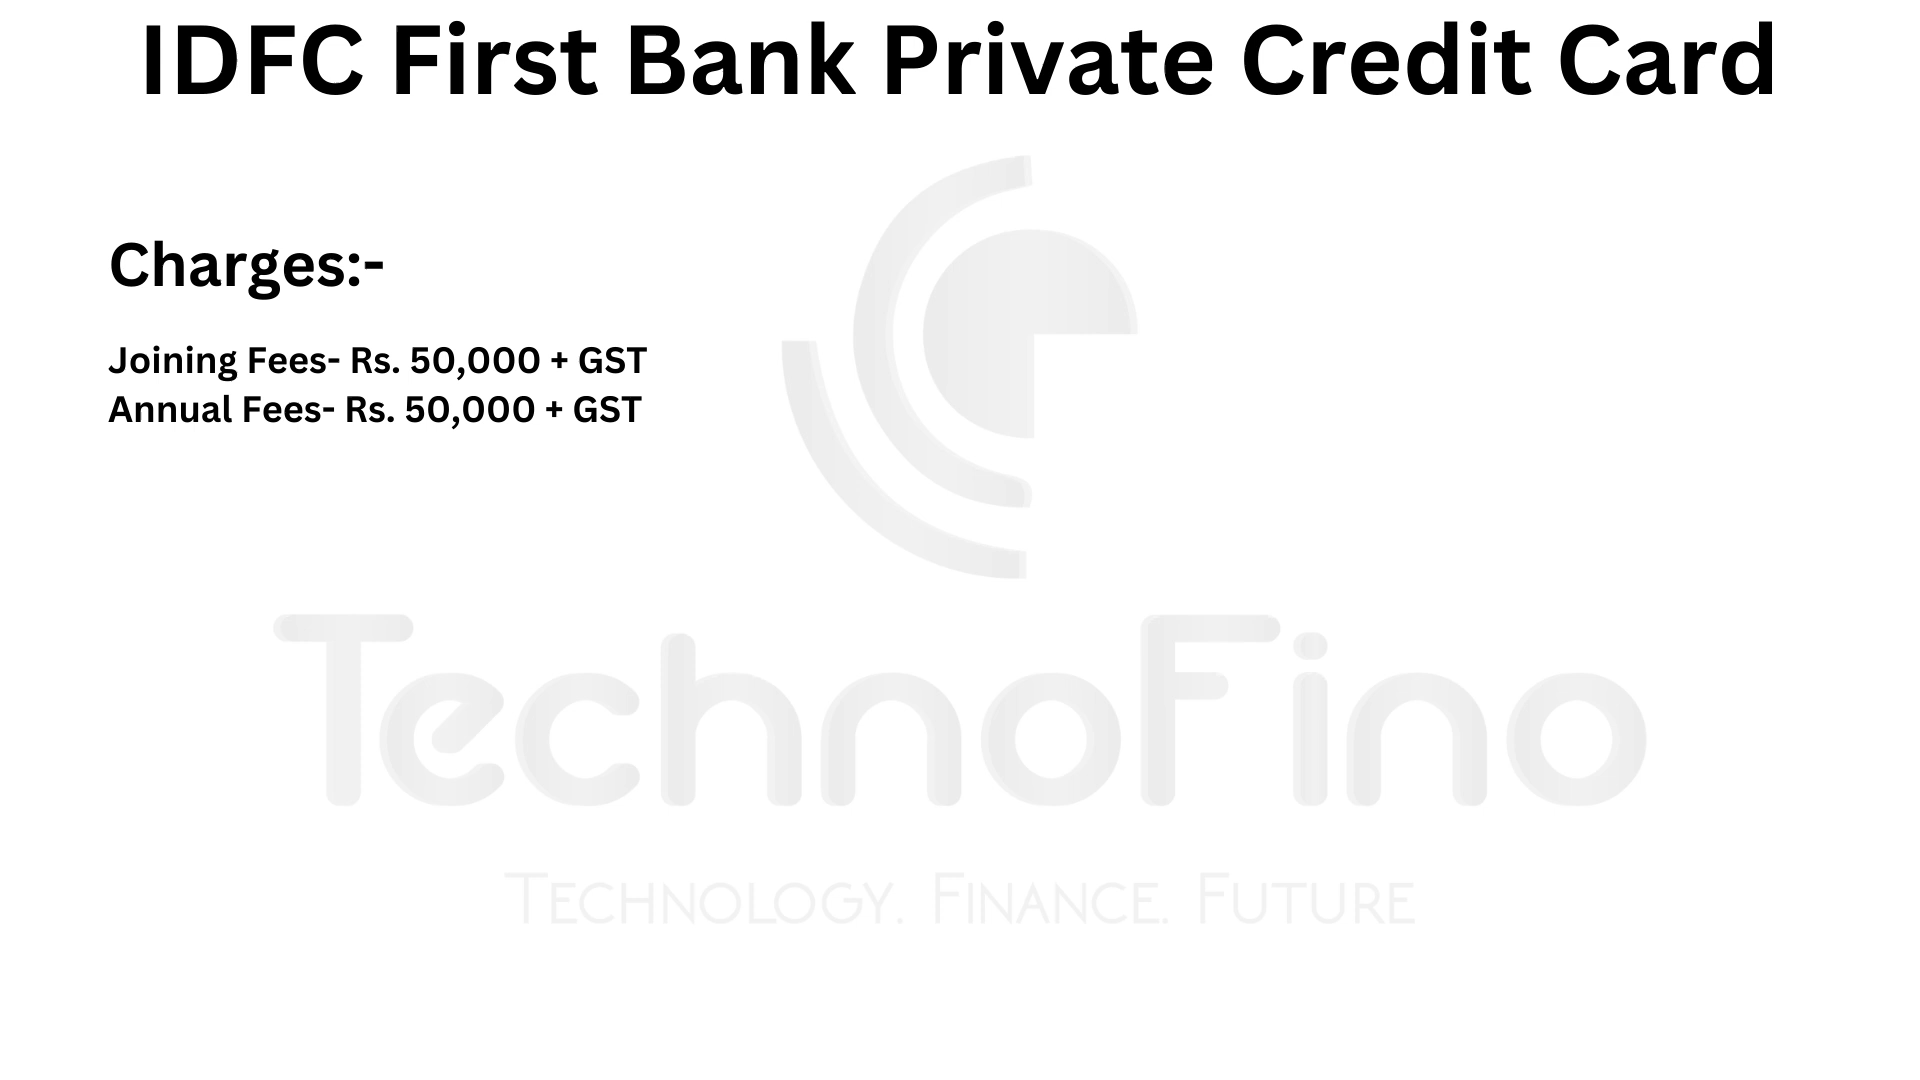 IDFC First Bank Private Credit Card
Charges:-
Joining Fees- Rs. 50,000 + GST
Annual Fees- Rs. 50,000 + GST
TechnoFino
Technology. Finance. Future